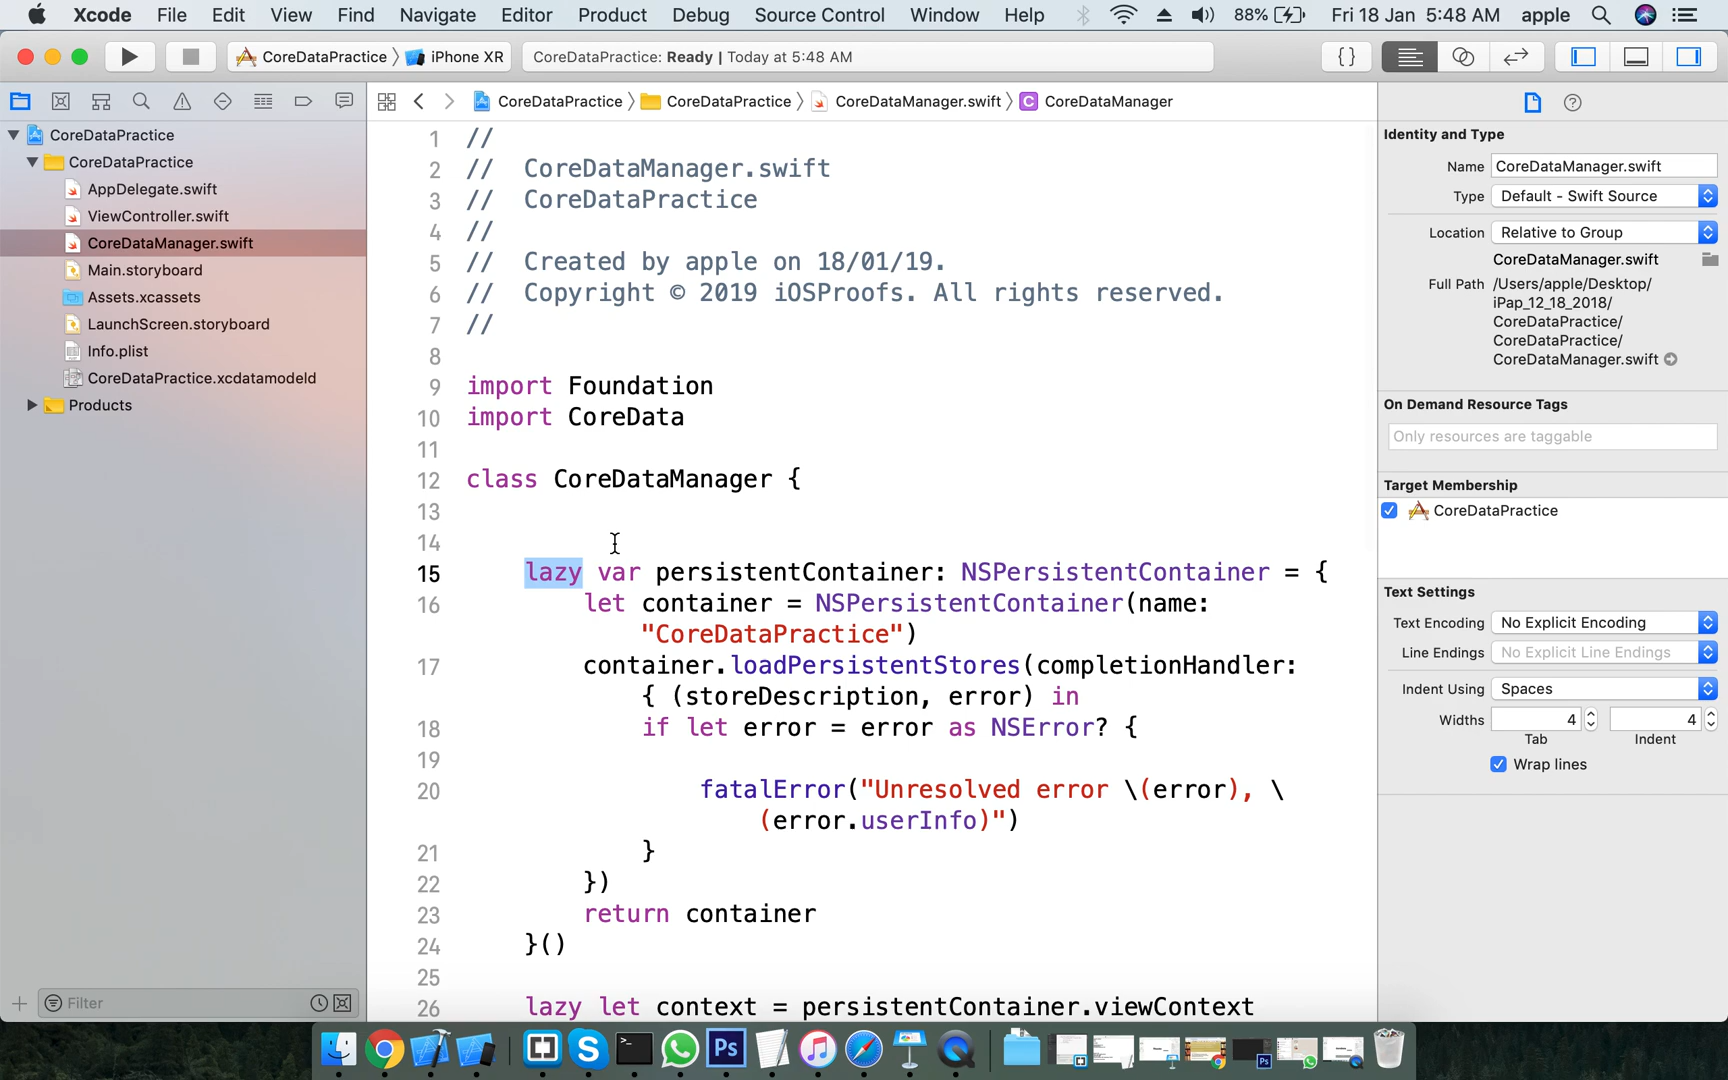 Xcode File Edit View Find Navigate Editor Product Debug Source Control Window Help 88% Fri 18 Jan 5:48 AM apple
CoreDataPractice iPhone XR CoreDataPractice: Ready | Today at 5:48 AM { }
CoreDataPractice CoreDataPractice CoreDataManager.swift C CoreDataManager
CoreDataPractice
CoreDataPractice
AppDelegate.swift
ViewController.swift
CoreDataManager.swift
Main.storyboard
Assets.xcassets
LaunchScreen.storyboard
Info.plist
CoreDataPractice.xcdatamodeld
Products
Filter
1 //
2 // CoreDataManager.swift
3 // CoreDataPractice
4 //
5 // Created by apple on 18/01/19.
6 // Copyright © 2019 iOSProofs. All rights reserved.
7 //
8
9 import Foundation
10 import CoreData
11
12 class CoreDataManager {
13
14
15 lazy var persistentContainer: NSPersistentContainer = {
16 let container = NSPersistentContainer(name:
"CoreDataPractice")
17 container.loadPersistentStores(completionHandler:
{ (storeDescription, error) in
18 if let error = error as NSError? {
19
20 fatalError("Unresolved error \(error), \
(error.userInfo)")
21 }
22 })
23 return container
24 }()
25
26 lazy let context = persistentContainer.viewContext
Identity and Type
Name CoreDataManager.swift
Type Default - Swift Source
Location Relative to Group
CoreDataManager.swift
Full Path /Users/apple/Desktop/
iPap_12_18_2018/
CoreDataPractice/
CoreDataPractice/
CoreDataManager.swift
On Demand Resource Tags
Only resources are taggable
Target Membership
CoreDataPractice
Text Settings
Text Encoding No Explicit Encoding
Line Endings No Explicit Line Endings
Indent Using Spaces
Widths 4 4
Tab Indent
Wrap lines
Ps